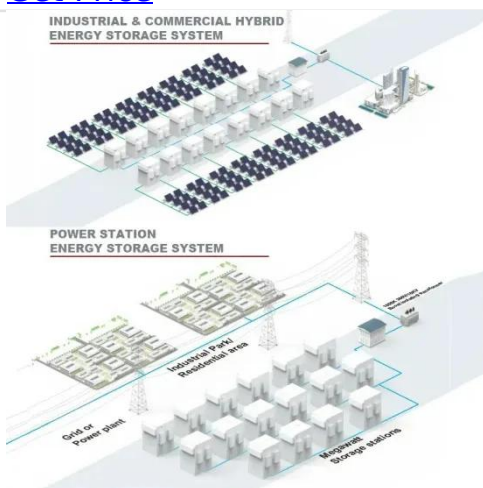 INDUSTRIAL & COMMERCIAL HYBRID
ENERGY STORAGE SYSTEM
POWER STATION
ENERGY STORAGE SYSTEM
Industrial Park/
Residential area
Grid or
Power plant
Megawatt
Storage stations